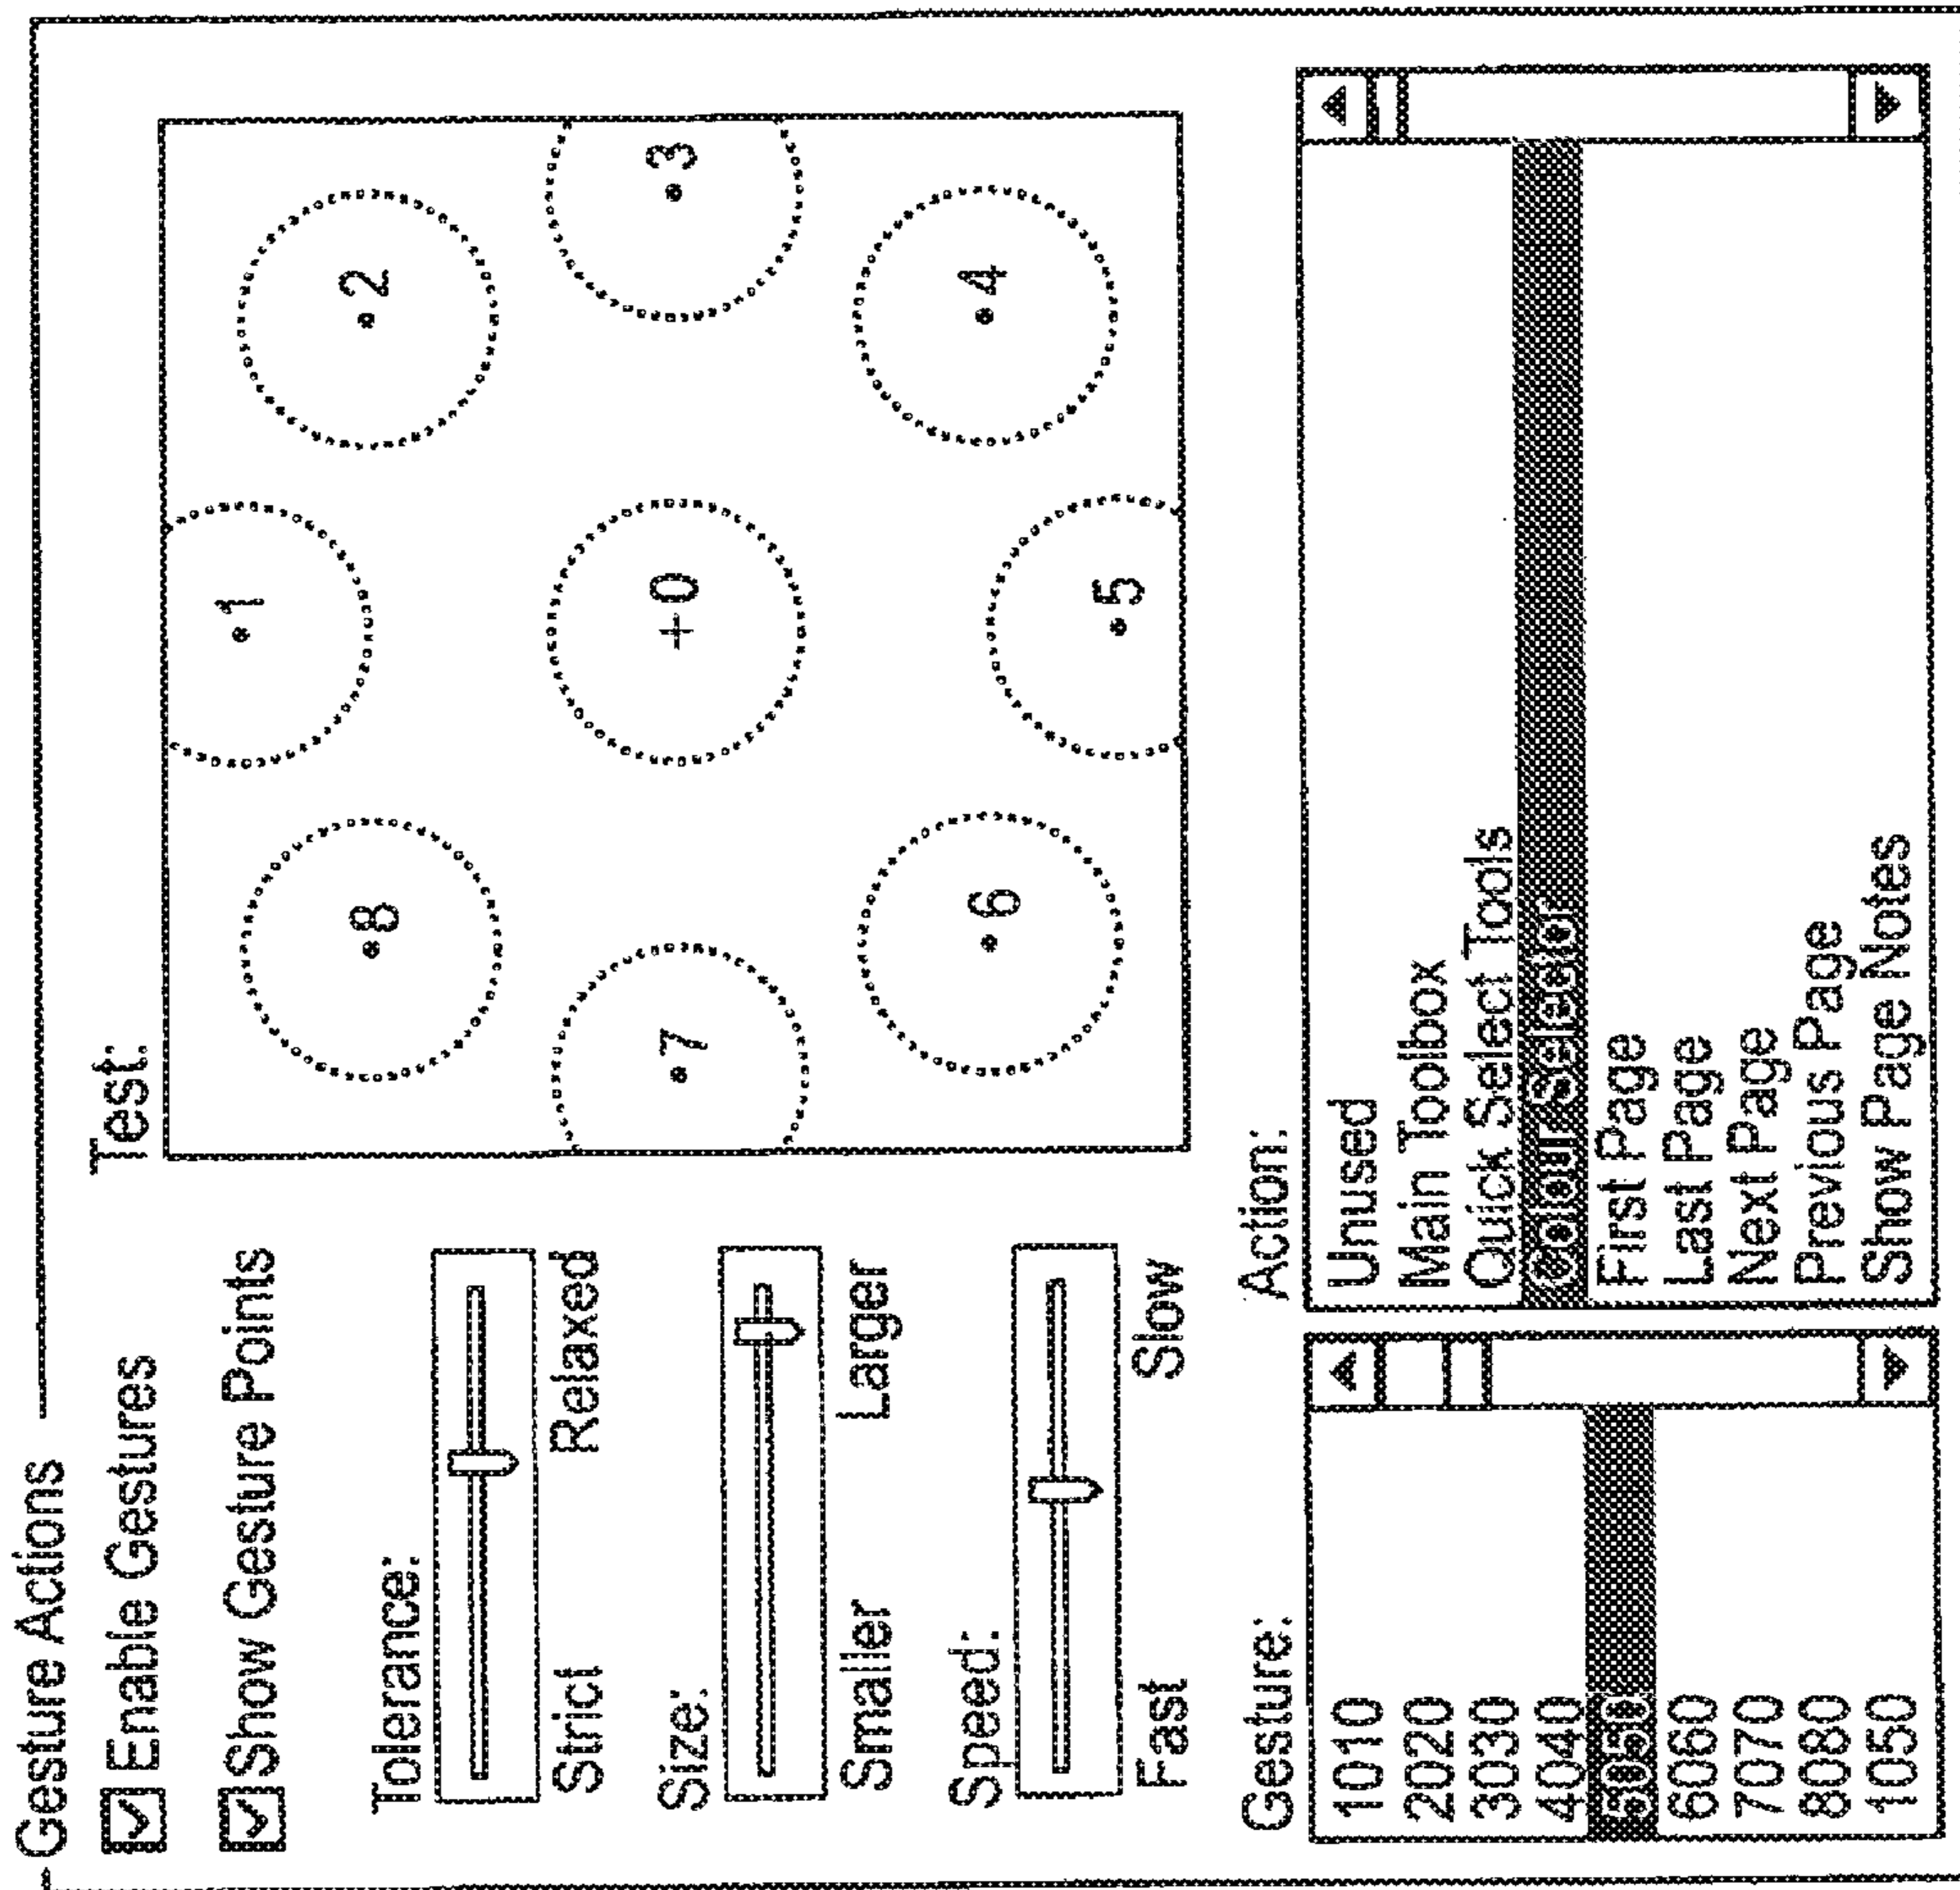 Gesture Actions
Enable Gestures
Show Gesture Points
Tolerance:
Strict Relaxed
Size:
Smaller Larger
Speed:
Fast Slow
Test:
1
2
3
4
5
6
7
8
+0
Gesture:
1010
2020
3030
4040
5050
6060
7070
8080
1050
Action:
Unused
Main Toolbox
Quick Select Tools
Colour Selector
First Page
Last Page
Next Page
Previous Page
Show Page Notes